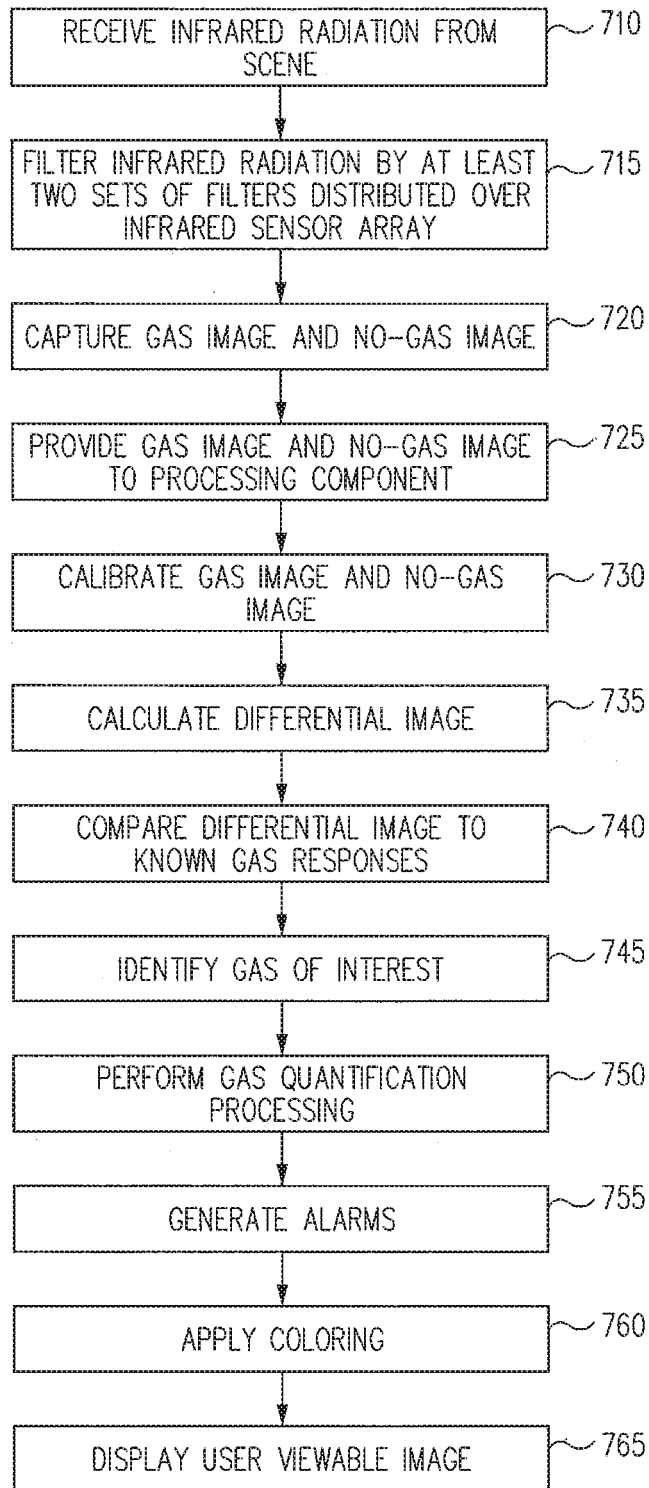 RECEIVE INFRARED RADIATION FROM
SCENE
710
FILTER INFRARED RADIATION BY AT LEAST
TWO SETS OF FILTERS DISTRIBUTED OVER
INFRARED SENSOR ARRAY
715
CAPTURE GAS IMAGE AND NO-GAS IMAGE
720
PROVIDE GAS IMAGE AND NO-GAS IMAGE
TO PROCESSING COMPONENT
725
CALIBRATE GAS IMAGE AND NO-GAS
IMAGE
730
CALCULATE DIFFERENTIAL IMAGE
735
COMPARE DIFFERENTIAL IMAGE TO
KNOWN GAS RESPONSES
740
IDENTIFY GAS OF INTEREST
745
PERFORM GAS QUANTIFICATION
PROCESSING
750
GENERATE ALARMS
755
APPLY COLORING
760
DISPLAY USER VIEWABLE IMAGE
765